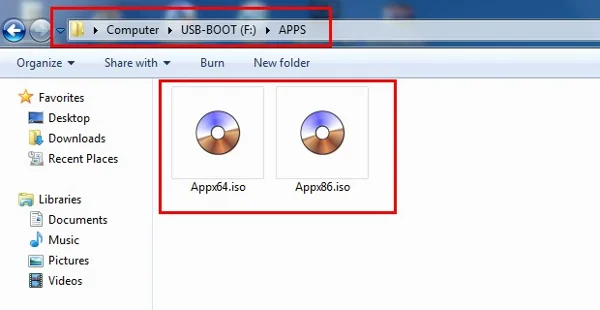 Computer USB-BOOT (F:) APPS
Organize Share with Burn New folder
Favorites
Desktop
Downloads
Recent Places
Libraries
Documents
Music
Pictures
Videos
Appx64.iso Appx86.iso